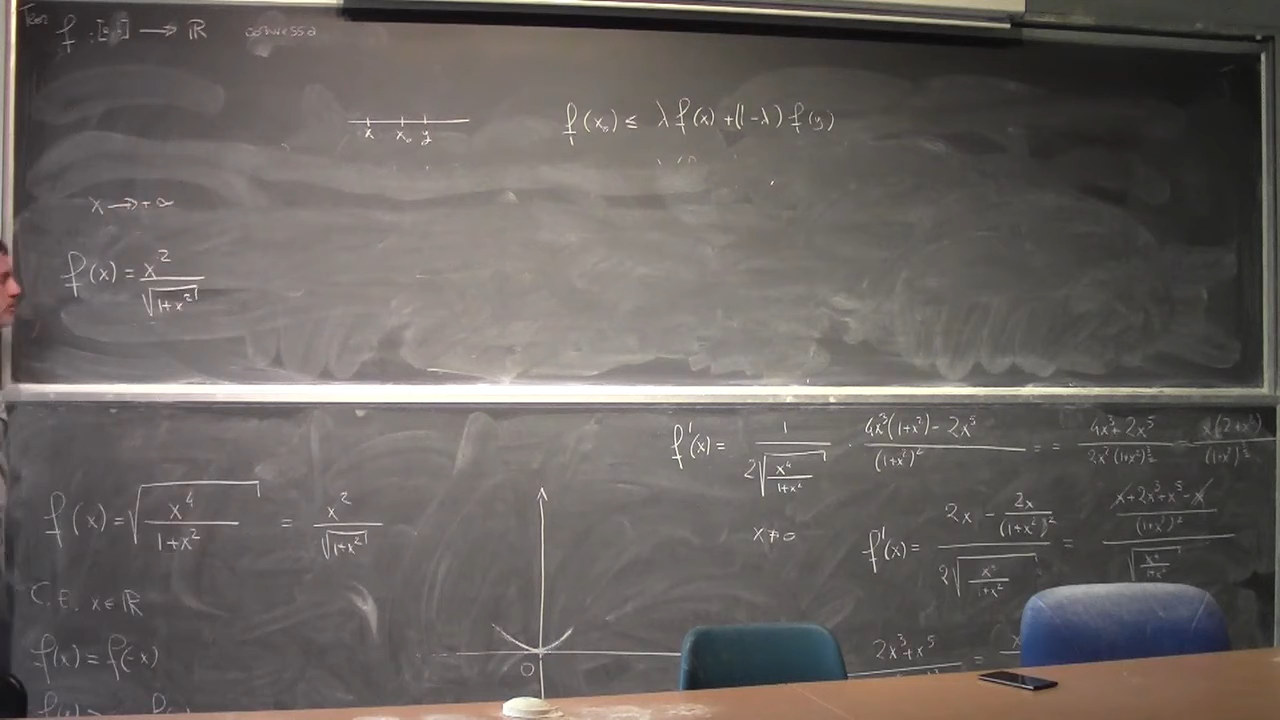 Teor f : [a, b] → ℝ convessa
x x₀ y
f(x₀) ≤ λ f(x) + (1-λ) f(y)
x → +∞
f(x) = x² / √(1+x²)
f(x) = √(x⁴ / (1+x²)) = x² / √(1+x²)
C.E. x ∈ ℝ
f(x) = f(-x)
0
f'(x) = 1 / (2√(x⁴ / (1+x²))) · (4x³(1+x²) - 2x⁵) / (1+x²)² = = (4x³ + 2x⁵) / (2x² (1+x²)^(3/2)) = x(2+x²) / (1+x²)^(3/2)
x ≠ 0
f'(x) = (2x - 2x / (1+x²)²) / (2√(x⁴ / (1+x²))) = ((x + 2x³ + x⁵ - x) / (1+x²)²) / √(x⁴ / (1+x²))
2x³ + x⁵ =